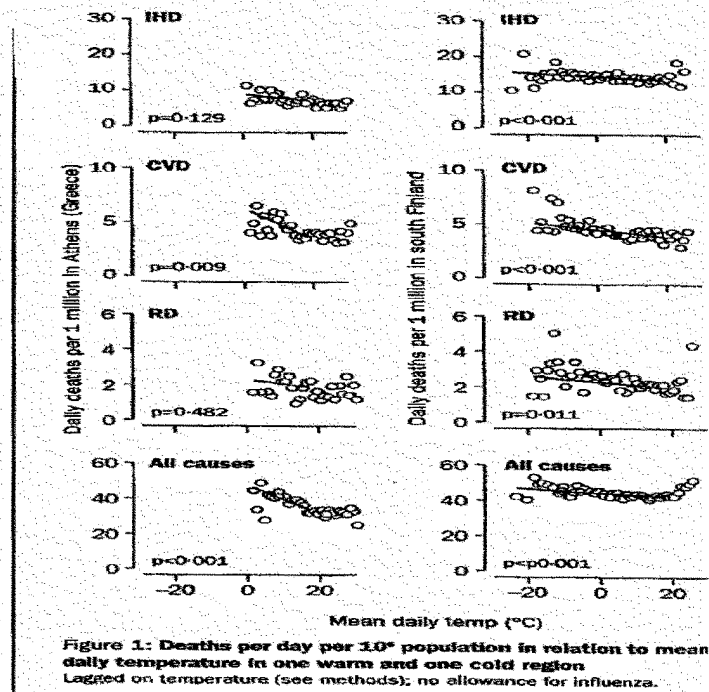 Daily deaths per 1 million in Athens (Greece)
30 IHD
20
10
0 p=0·129
10 CVD
5
0 p=0·009
6 RD
4
2
0 p=0·482
60 All causes
40
20
0 p<0·001
−20 0 20
Daily deaths per 1 million in south Finland
30 IHD
20
10
0 p<0·001
10 CVD
5
0 p<0·001
6 RD
4
2
0 p=0·011
60 All causes
40
20
0 p<p0·001
−20 0 20
Mean daily temp (°C)
Figure 1: Deaths per day per 10⁶ population in relation to mean
daily temperature in one warm and one cold region
Lagged on temperature (see methods); no allowance for influenza.